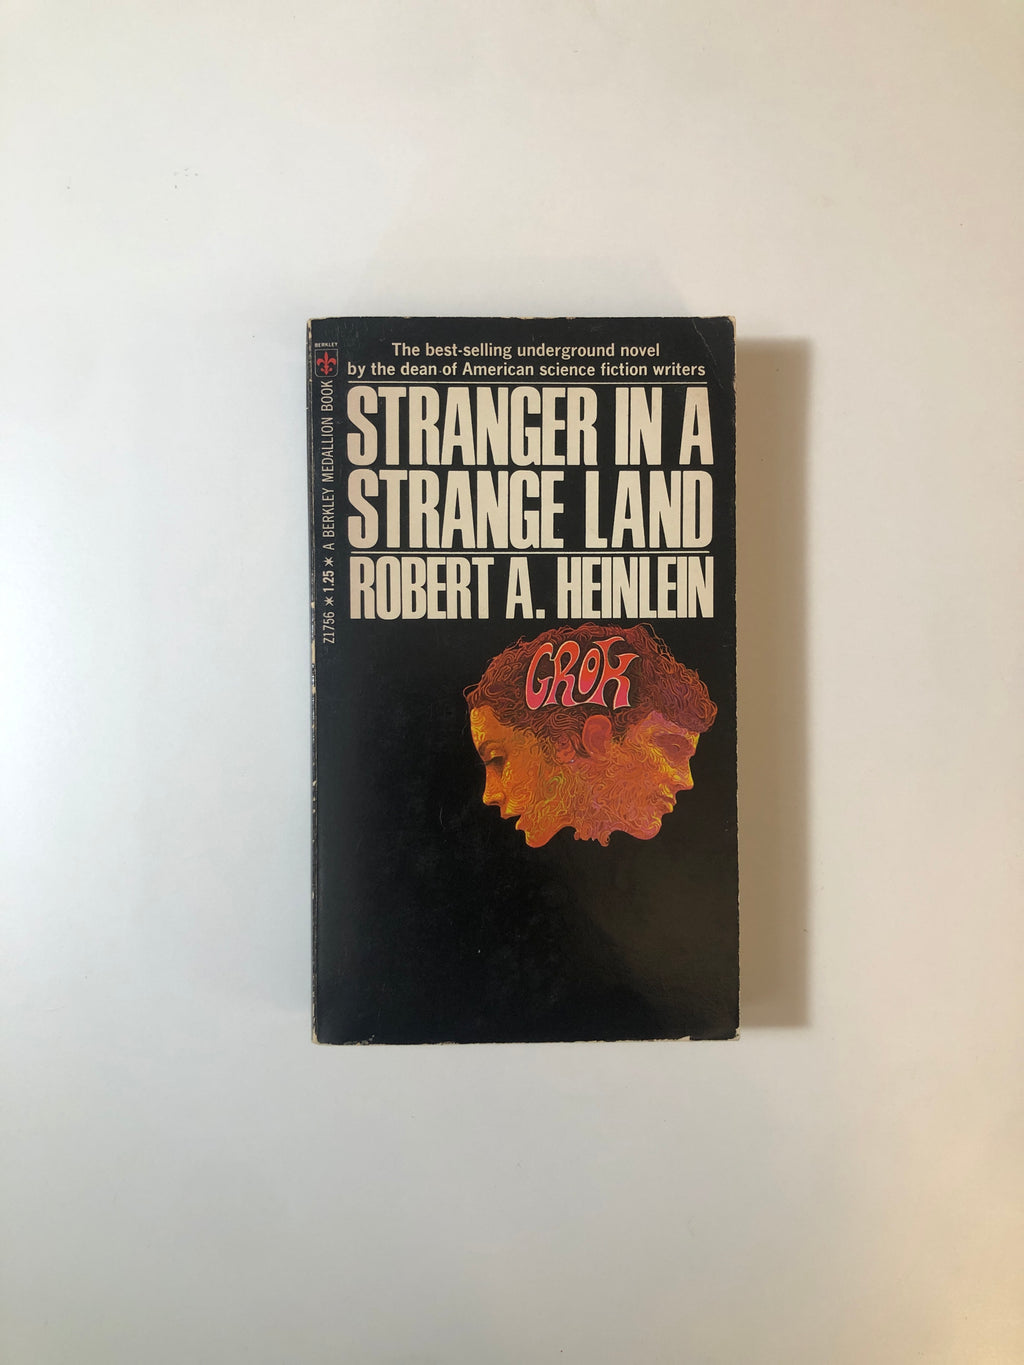 BERKLEY
Z1756 * 1.25 * A BERKLEY MEDALLION BOOK
The best-selling underground novel
by the dean of American science fiction writers
STRANGER IN A
STRANGE LAND
ROBERT A. HEINLEIN
GROK